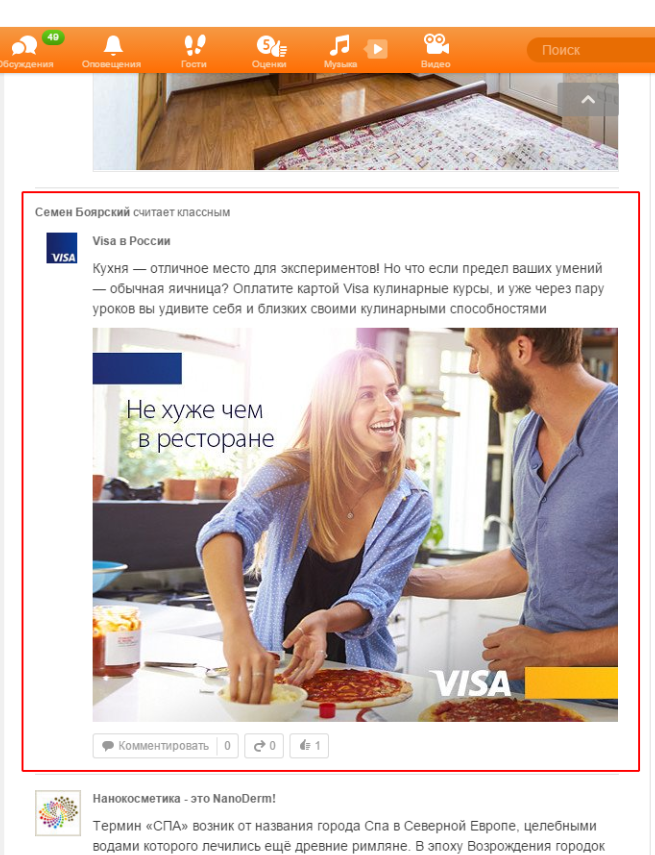 49
Обсуждения
Оповещения
Гости
5
Оценки
Музыка
Видео
Поиск
Семен Боярский считает классным
VISA
Visa в России
Кухня — отличное место для экспериментов! Но что если предел ваших умений
— обычная яичница? Оплатите картой Visa кулинарные курсы, и уже через пару
уроков вы удивите себя и близких своими кулинарными способностями
Не хуже чем
в ресторане
VISA
Комментировать 0
0
1
Нанокосметика - это NanoDerm!
Термин «СПА» возник от названия города Спа в Северной Европе, целебными
водами которого лечились ещё древние римляне. В эпоху Возрождения городок